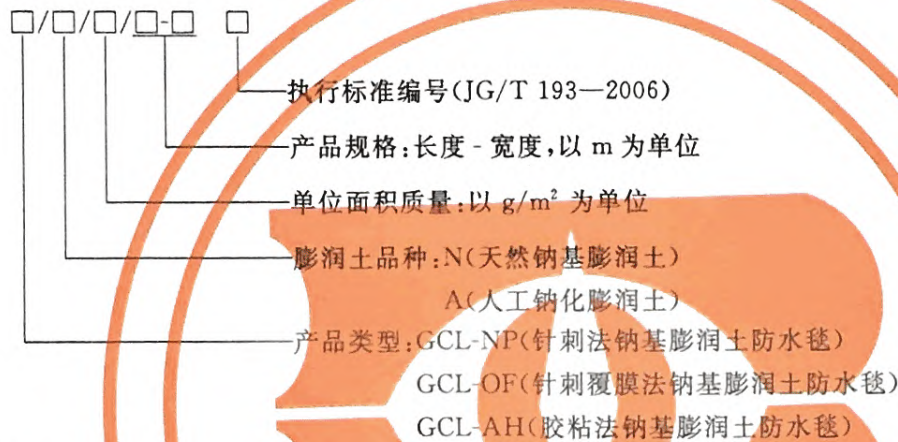 □/□/□/□-□ □
执行标准编号(JG/T 193—2006)
产品规格:长度-宽度,以 m 为单位
单位面积质量:以 g/m² 为单位
膨润土品种:N(天然钠基膨润土)
A(人工钠化膨润土)
产品类型:GCL-NP(针刺法钠基膨润土防水毯)
GCL-OF(针刺覆膜法钠基膨润土防水毯)
GCL-AH(胶粘法钠基膨润土防水毯)